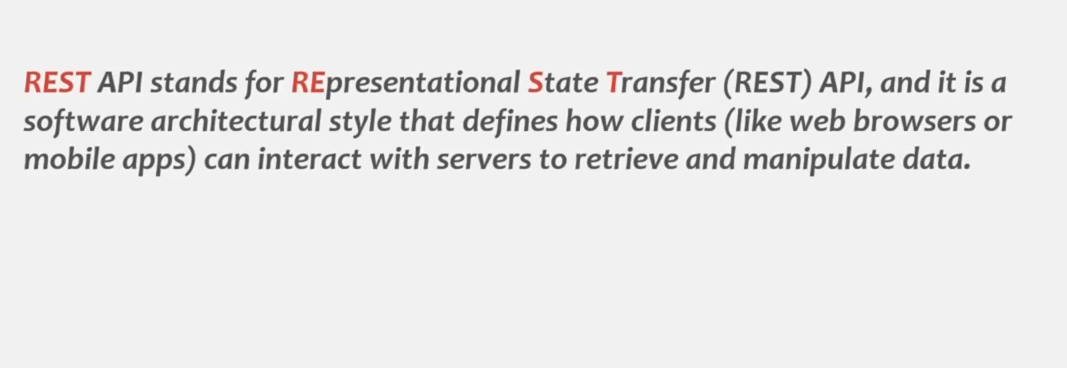 REST API stands for REpresentational State Transfer (REST) API, and it is a
software architectural style that defines how clients (like web browsers or
mobile apps) can interact with servers to retrieve and manipulate data.